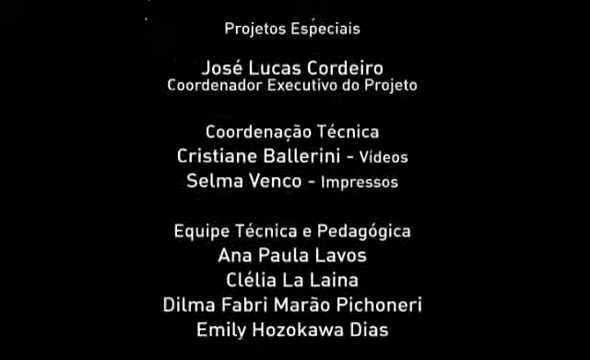 Projetos Especiais
José Lucas Cordeiro
Coordenador Executivo do Projeto
Coordenação Técnica
Cristiane Ballerini - Vídeos
Selma Venco - Impressos
Equipe Técnica e Pedagógica
Ana Paula Lavos
Clélia La Laina
Dilma Fabri Marão Pichoneri
Emily Hozokawa Dias